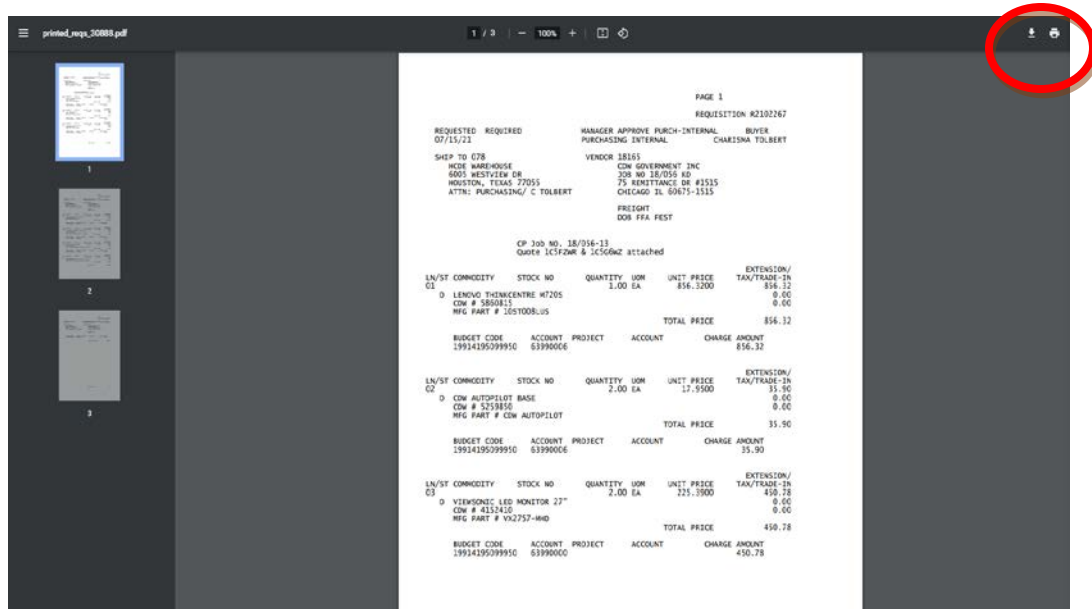 printed_reqs_20888.pdf 1 / 3 − 100% +
1
2
3
PAGE 1
REQUISITION R2102267
REQUESTED REQUIRED MANAGER APPROVE PURCH-INTERNAL BUYER
07/15/21 PURCHASING INTERNAL CHARISMA TOLBERT
SHIP TO 078 VENDOR 18165
HCDE WAREHOUSE CDW GOVERNMENT INC
6005 WESTVIEW DR JOB NO 18/056 KD
HOUSTON, TEXAS 77055 75 REMITTANCE DR #1515
ATTN: PURCHASING/ C TOLBERT CHICAGO IL 60675-1515
FREIGHT
DOB FFA FEST
CP Job NO. 18/056-13
Quote 1C5FZWR & 1C5G6WZ attached
EXTENSION/
LN/ST COMMODITY STOCK NO QUANTITY UOM UNIT PRICE TAX/TRADE-IN
01 1.00 EA 856.3200 856.32
D LENOVO THINKCENTRE M720S 0.00
CDW # 5860815 0.00
MFG PART # 10ST008LUS
TOTAL PRICE 856.32
BUDGET CODE ACCOUNT PROJECT ACCOUNT CHARGE AMOUNT
19914195099950 63990006 856.32
EXTENSION/
LN/ST COMMODITY STOCK NO QUANTITY UOM UNIT PRICE TAX/TRADE-IN
02 2.00 EA 17.9500 35.90
D CDW AUTOPILOT BASE 0.00
CDW # 5259850 0.00
MFG PART # CDW AUTOPILOT
TOTAL PRICE 35.90
BUDGET CODE ACCOUNT PROJECT ACCOUNT CHARGE AMOUNT
19914195099950 63990006 35.90
EXTENSION/
LN/ST COMMODITY STOCK NO QUANTITY UOM UNIT PRICE TAX/TRADE-IN
03 2.00 EA 225.3900 450.78
D VIEWSONIC LED MONITOR 27" 0.00
CDW # 4152410 0.00
MFG PART # VX2757-MHD
TOTAL PRICE 450.78
BUDGET CODE ACCOUNT PROJECT ACCOUNT CHARGE AMOUNT
19914195099950 63990000 450.78